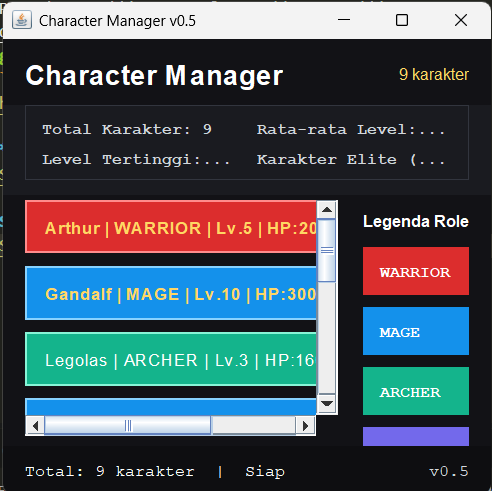 Character Manager v0.5
Character Manager
9 karakter
Total Karakter: 9
Rata-rata Level:...
Level Tertinggi:...
Karakter Elite (...
Arthur | WARRIOR | Lv.5 | HP:20
Gandalf | MAGE | Lv.10 | HP:300
Legolas | ARCHER | Lv.3 | HP:16
Legenda Role
WARRIOR
MAGE
ARCHER
Total: 9 karakter | Siap
v0.5